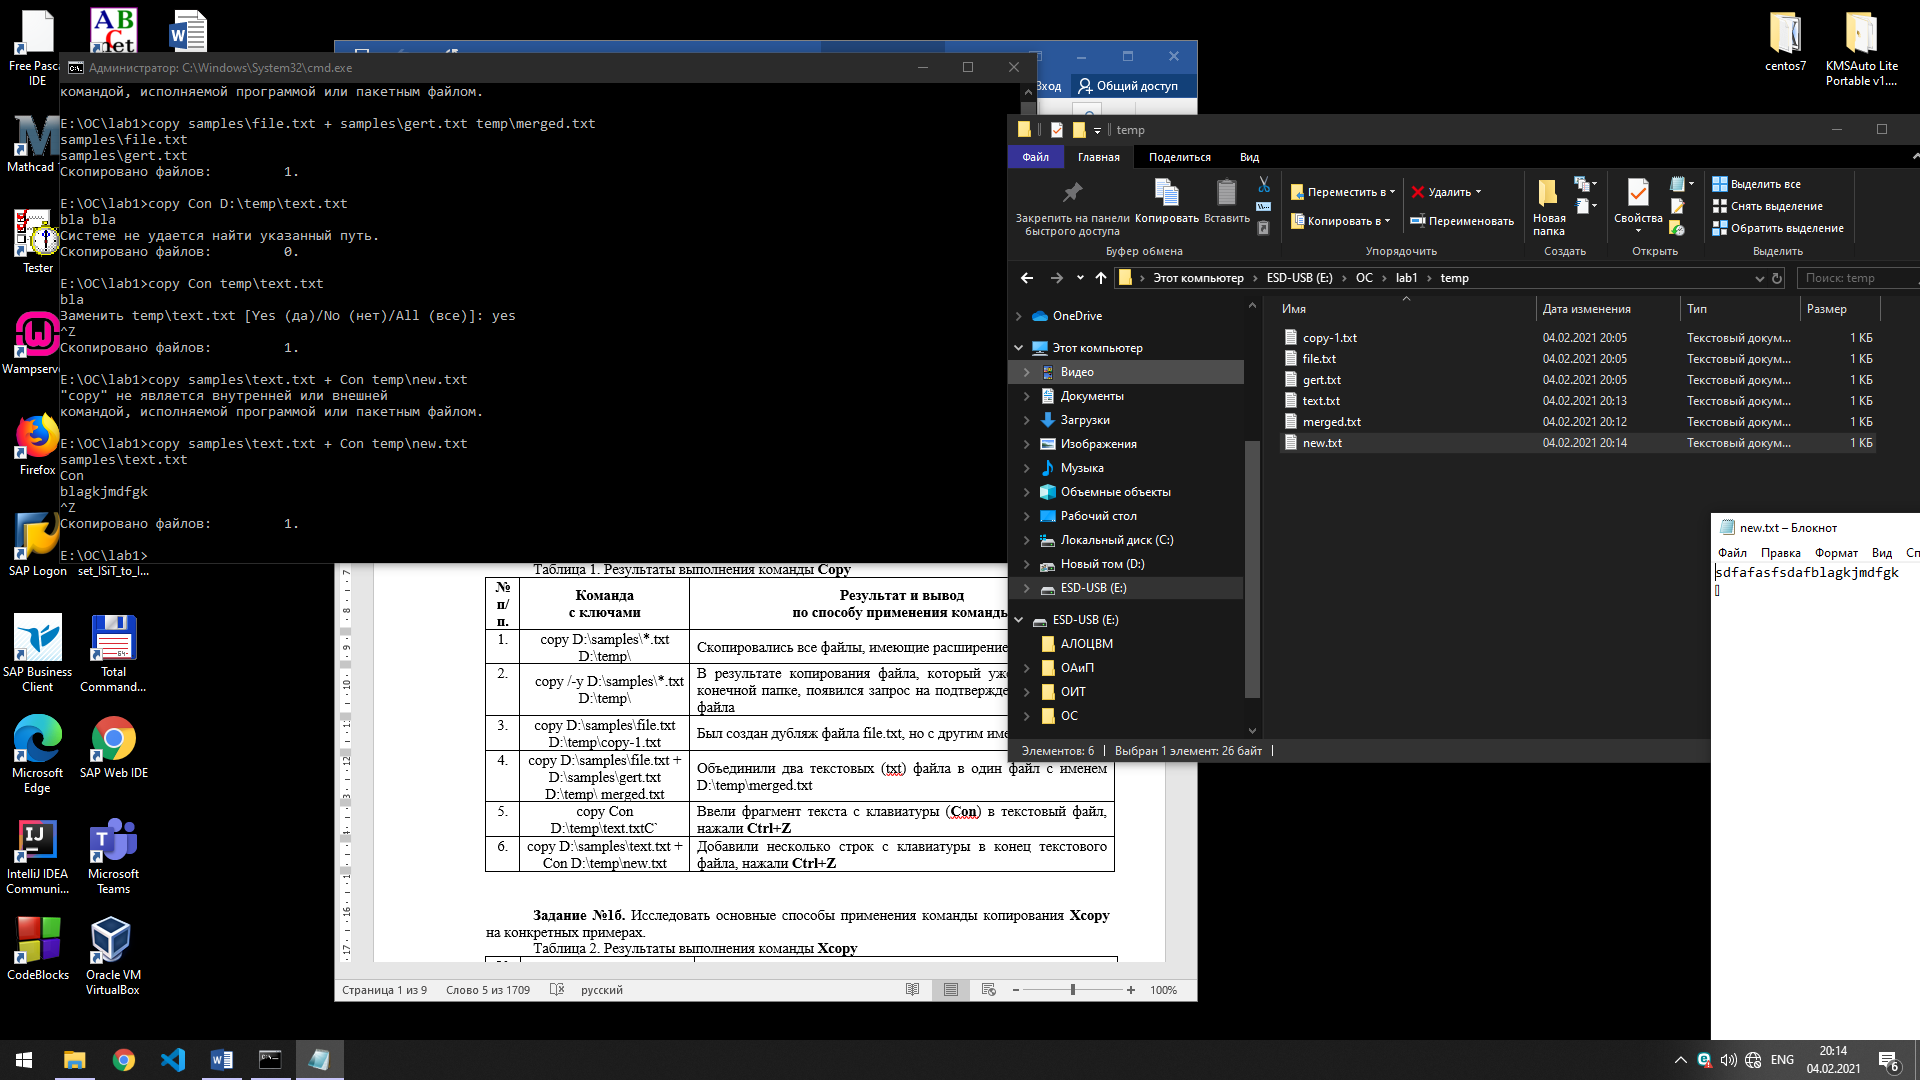 Free Pasc
IDE
ABCnet
Mathcad
Tester
Wampserv
Firefox
SAP Logon
set_ISiT_to_l...
SAP Business
Client
Total
Command...
Microsoft
Edge
SAP Web IDE
IntelliJ IDEA
Communi...
Microsoft
Teams
CodeBlocks
Oracle VM
VirtualBox
centos7
KMSAuto Lite
Portable v1....
Администратор: C:\Windows\System32\cmd.exe
командой, исполняемой программой или пакетным файлом.
E:\OC\lab1>copy samples\file.txt + samples\gert.txt temp\merged.txt
samples\file.txt
samples\gert.txt
Скопировано файлов:         1.
E:\OC\lab1>copy Con D:\temp\text.txt
bla bla
Системе не удается найти указанный путь.
Скопировано файлов:         0.
E:\OC\lab1>copy Con temp\text.txt
bla
Заменить temp\text.txt [Yes (да)/No (нет)/All (все)]: yes
^Z
Скопировано файлов:         1.
E:\OC\lab1>copy samples\text.txt + Con temp\new.txt
"copy" не является внутренней или внешней
командой, исполняемой программой или пакетным файлом.
E:\OC\lab1>copy samples\text.txt + Con temp\new.txt
samples\text.txt
Con
blagkjmdfgk
^Z
Скопировано файлов:         1.
E:\OC\lab1>
Вход
Общий доступ
Таблица 1. Результаты выполнения команды Copy
№ п/п.
Команда с ключами
Результат и вывод
по способу применения команды
1.
copy D:\samples\*.txt
D:\temp\
Скопировались все файлы, имеющие расширение
2.
copy /-y D:\samples\*.txt
D:\temp\
В результате копирования файла, который уж
конечной папке, появился запрос на подтвержде
файла
3.
copy D:\samples\file.txt
D:\temp\copy-1.txt
Был создан дубляж файла file.txt, но с другим име
4.
copy D:\samples\file.txt +
D:\samples\gert.txt
D:\temp\ merged.txt
Объединили два текстовых (txt) файла в один файл с именем
D:\temp\merged.txt
5.
copy Con
D:\temp\text.txtC`
Ввели фрагмент текста с клавиатуры (Con) в текстовый файл,
нажали Ctrl+Z
6.
copy D:\samples\text.txt +
Con D:\temp\new.txt
Добавили несколько строк с клавиатуры в конец текстового
файла, нажали Ctrl+Z
Задание №1б. Исследовать основные способы применения команды копирования Xcopy
на конкретных примерах.
Таблица 2. Результаты выполнения команды Xcopy
Страница 1 из 9 Слово 5 из 1709 русский 100%
temp
Файл Главная Поделиться Вид
Закрепить на панели
быстрого доступа
Копировать
Вставить
Буфер обмена
Переместить в
Копировать в
Удалить
Переименовать
Упорядочить
Новая
папка
Создать
Свойства
Открыть
Выделить все
Снять выделение
Обратить выделение
Выделить
Этот компьютер > ESD-USB (E:) > ОС > lab1 > temp
Поиск: temp
OneDrive
Этот компьютер
Видео
Документы
Загрузки
Изображения
Музыка
Объемные объекты
Рабочий стол
Локальный диск (C:)
Новый том (D:)
ESD-USB (E:)
ESD-USB (E:)
АЛОЦВМ
ОАиП
ОИТ
ОС
Имя Дата изменения Тип Размер
copy-1.txt 04.02.2021 20:05 Текстовый докум... 1 КБ
file.txt 04.02.2021 20:05 Текстовый докум... 1 КБ
gert.txt 04.02.2021 20:05 Текстовый докум... 1 КБ
text.txt 04.02.2021 20:13 Текстовый докум... 1 КБ
merged.txt 04.02.2021 20:12 Текстовый докум... 1 КБ
new.txt 04.02.2021 20:14 Текстовый докум... 1 КБ
Элементов: 6 Выбран 1 элемент: 26 байт
new.txt – Блокнот
Файл Правка Формат Вид Сп
sdfafasfsdafblagkjmdfgk
ENG
20:14
04.02.2021
6